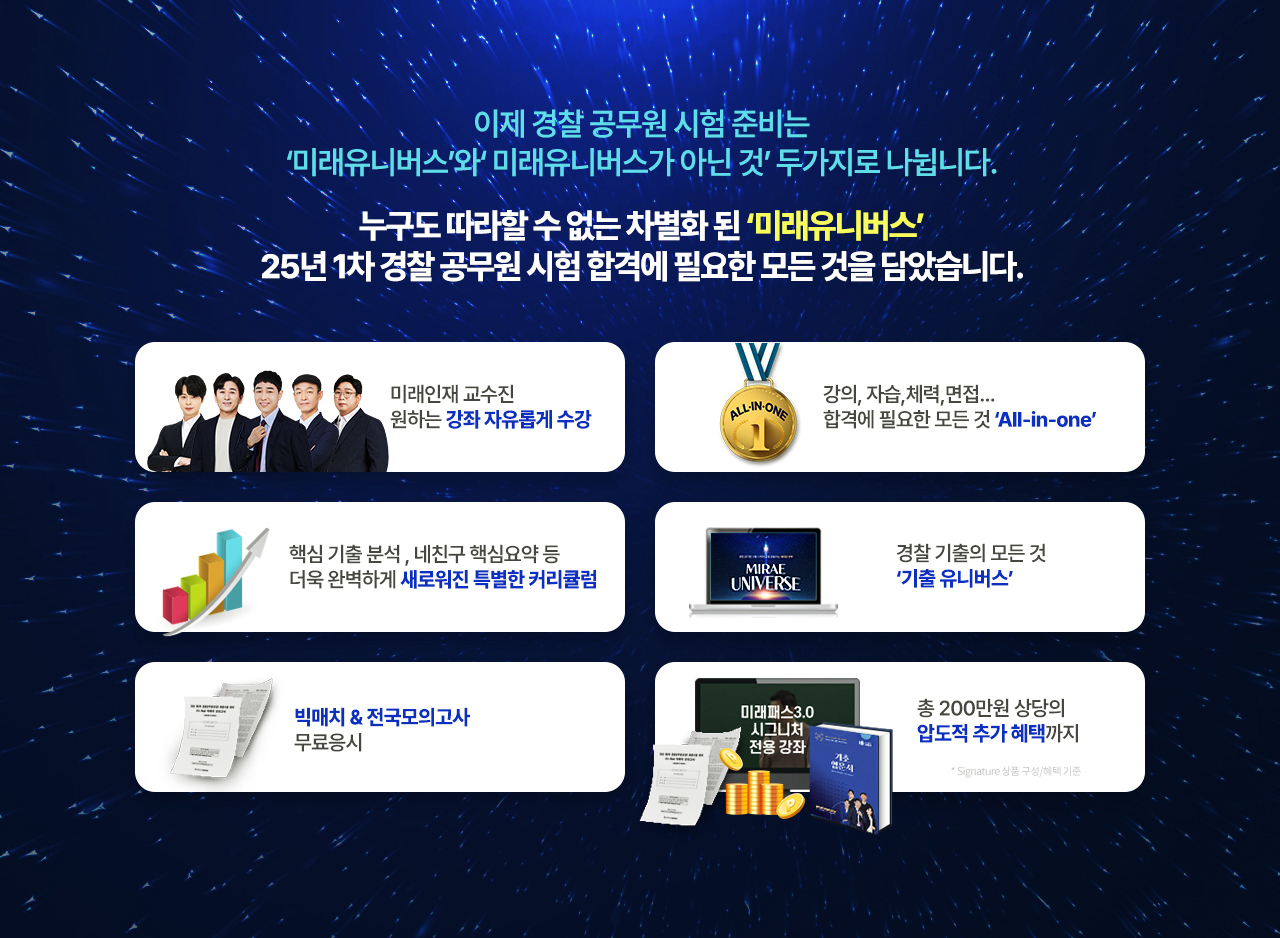 이제 경찰 공무원 시험 준비는
‘미래유니버스’와‘ 미래유니버스가 아닌 것’ 두가지로 나뉩니다.
누구도 따라할 수 없는 차별화 된 ‘미래유니버스’
25년 1차 경찰 공무원 시험 합격에 필요한 모든 것을 담았습니다.
미래인재 교수진
원하는 강좌 자유롭게 수강
ALL·IN·ONE
1
강의, 자습,체력,면접...
합격에 필요한 모든 것 ‘All-in-one’
핵심 기출 분석 , 네친구 핵심요약 등
더욱 완벽하게 새로워진 특별한 커리큘럼
MIRAE
UNIVERSE
경찰 기출의 모든 것
‘기출 유니버스’
빅매치 & 전국모의고사
무료응시
미래패스3.0
시그니처
전용 강좌
기초
총 200만원 상당의
압도적 추가 혜택까지
* Signature 상품 구성/혜택 기준